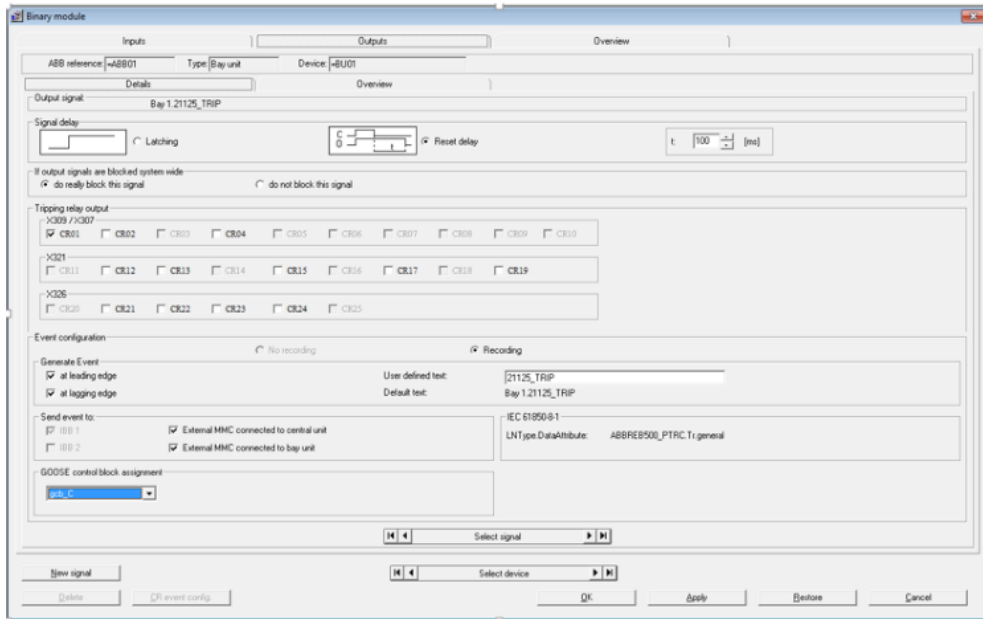 Binary module
Inputs Outputs Overview
ABB reference: =ABB01 Type: Bay unit Device: =BU01
Details Overview
Output signal: Bay 1.21125_TRIP
Signal delay
Latching C O t Reset delay t: 100 [ms]
If output signals are blocked system wide
do really block this signal do not block this signal
Tripping relay output
X309 / X307
CR01 CR02 CR03 CR04 CR05 CR06 CR07 CR08 CR09 CR10
X321
CR11 CR12 CR13 CR14 CR15 CR16 CR17 CR18 CR19
X326
CR20 CR21 CR22 CR23 CR24 CR25
Event configuration
No recording Recording
Generate Event
at leading edge User defined text: 21125_TRIP
at lagging edge Default text: Bay 1.21125_TRIP
Send event to: IEC 61850-8-1
IBB 1 External MMC connected to central unit LNType.DataAttribute: ABBREB500_PTRC.Tr.general
IBB 2 External MMC connected to bay unit
GOOSE control block assignment
gcb_C
Select signal
New signal Select device
Delete CR event config. OK Apply Restore Cancel